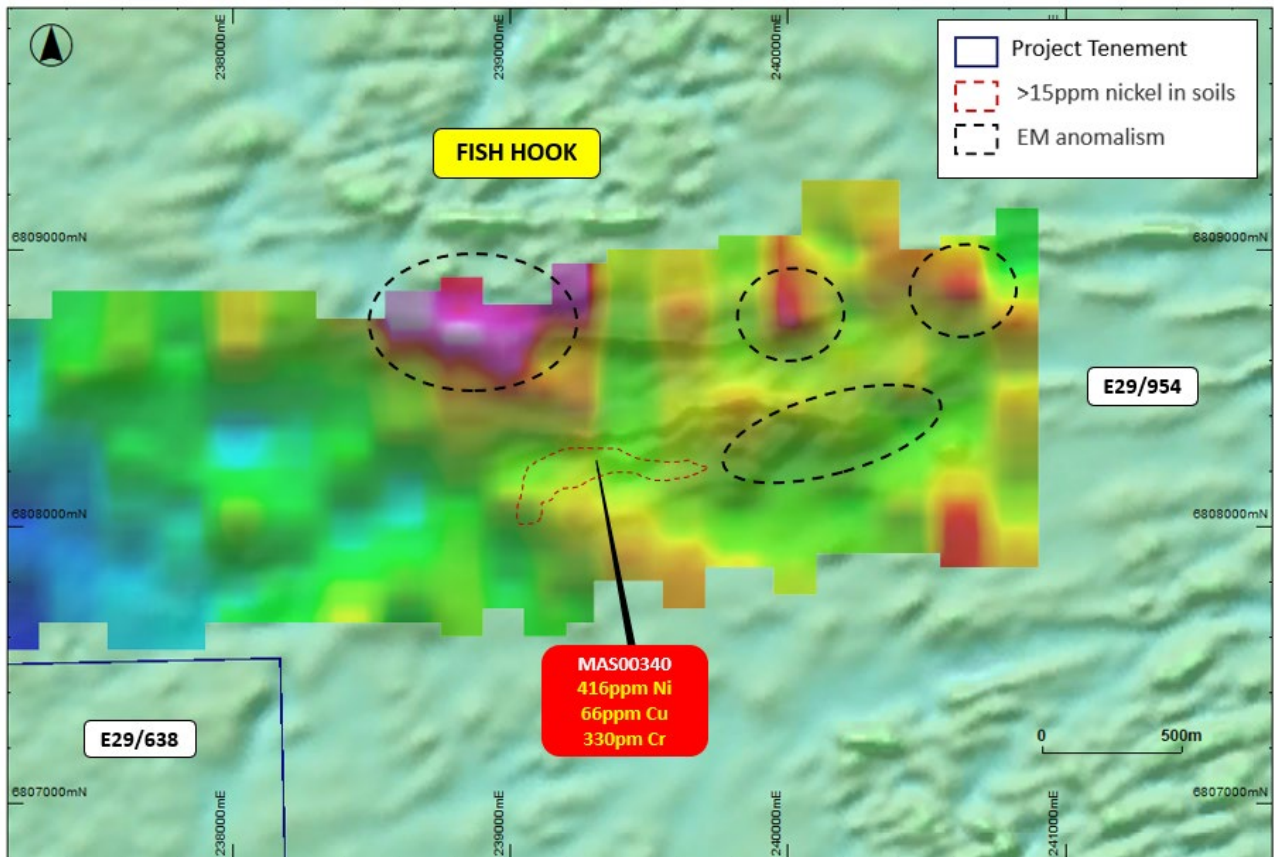 238000mE
239000mE
240000mE
Project Tenement
>15ppm nickel in soils
EM anomalism
FISH HOOK
6809000mN
6809000mN
E29/954
6808000mN
6808000mN
MAS00340
416ppm Ni
66ppm Cu
330pm Cr
E29/638
0 500m
6807000mN
6807000mN
238000mE
239000mE
240000mE
241000mE